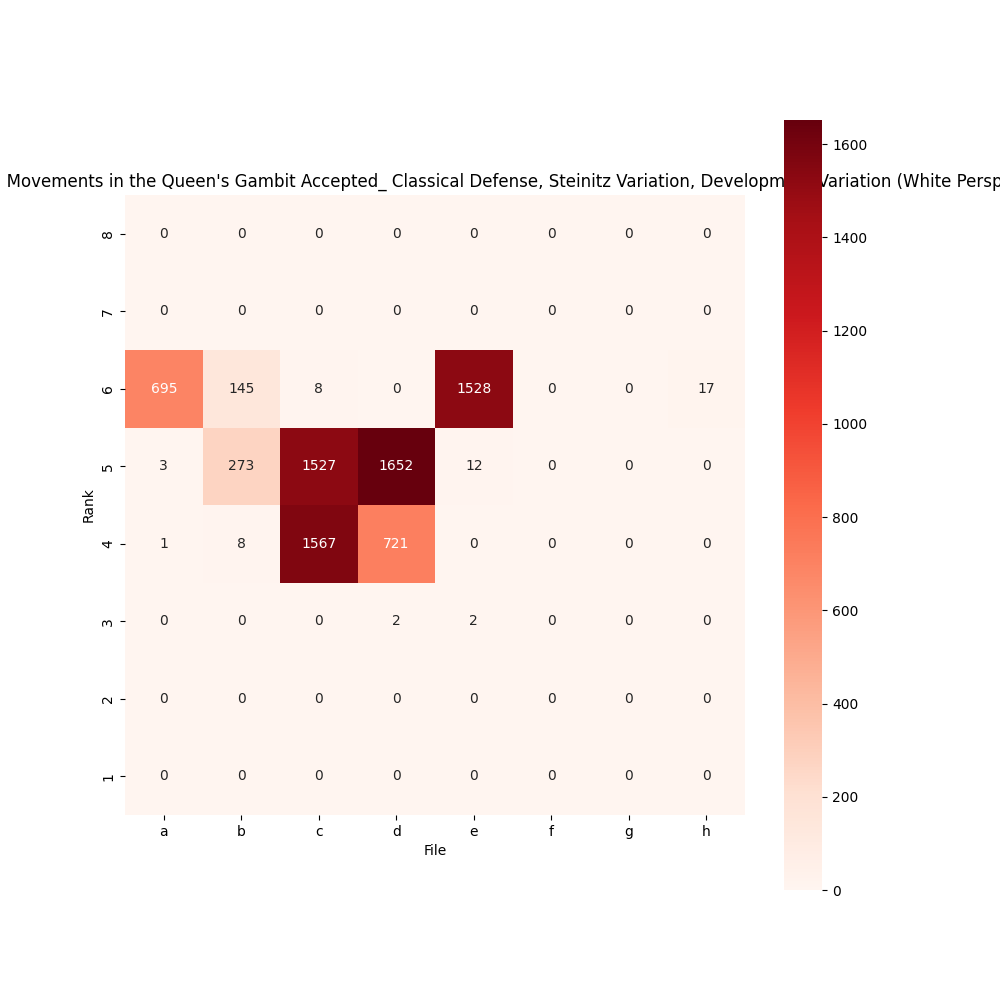 Movements in the Queen's Gambit Accepted_ Classical Defense, Steinitz Variation, Variation (White
8 0 0 0 0 0 0 0 0
7 0 0 0 0 0 0 0 0
6 695 145 8 0 1528 0 0 17
5 3 273 1527 1652 12 0 0 0
4 1 8 1567 721 0 0 0 0
3 0 0 0 2 2 0 0 0
2 0 0 0 0 0 0 0 0
1 0 0 0 0 0 0 0 0
a b c d e f g h
File
Rank
1600
1400
1200
1000
800
600
400
200
0